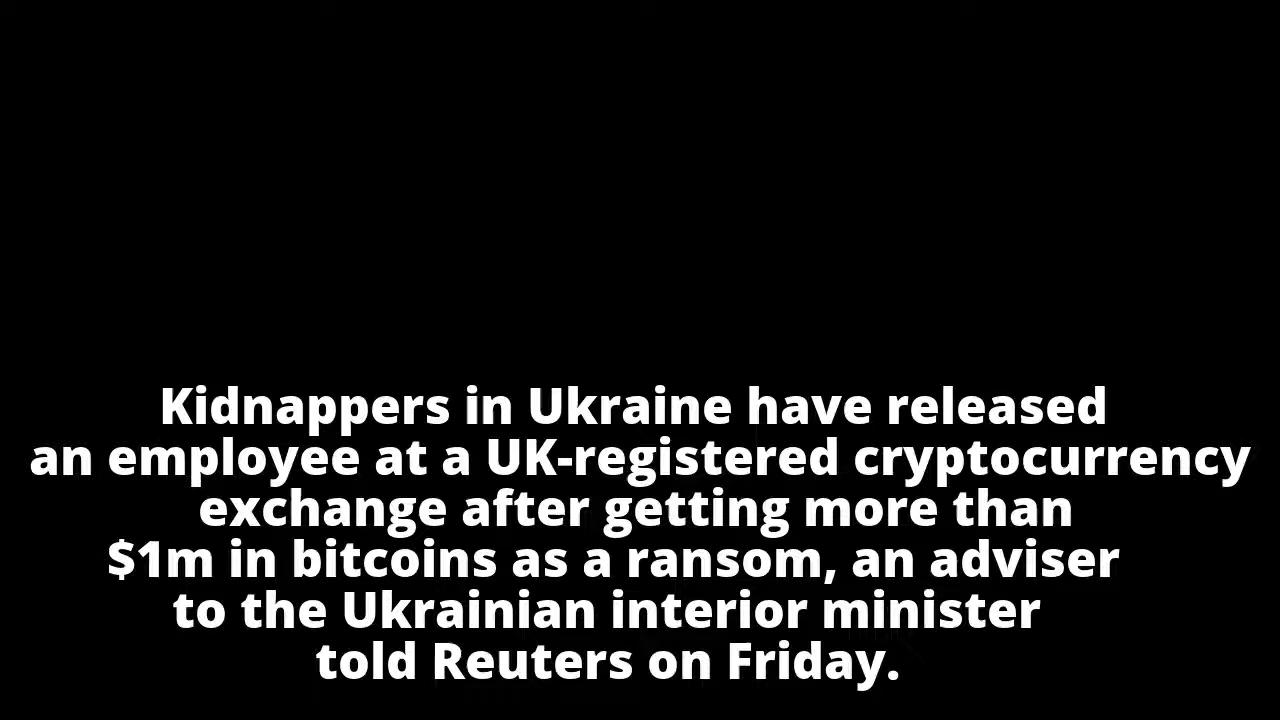 Kidnappers in Ukraine have released
an employee at a UK-registered cryptocurrency
exchange after getting more than
$1m in bitcoins as a ransom, an adviser
to the Ukrainian interior minister
told Reuters on Friday.